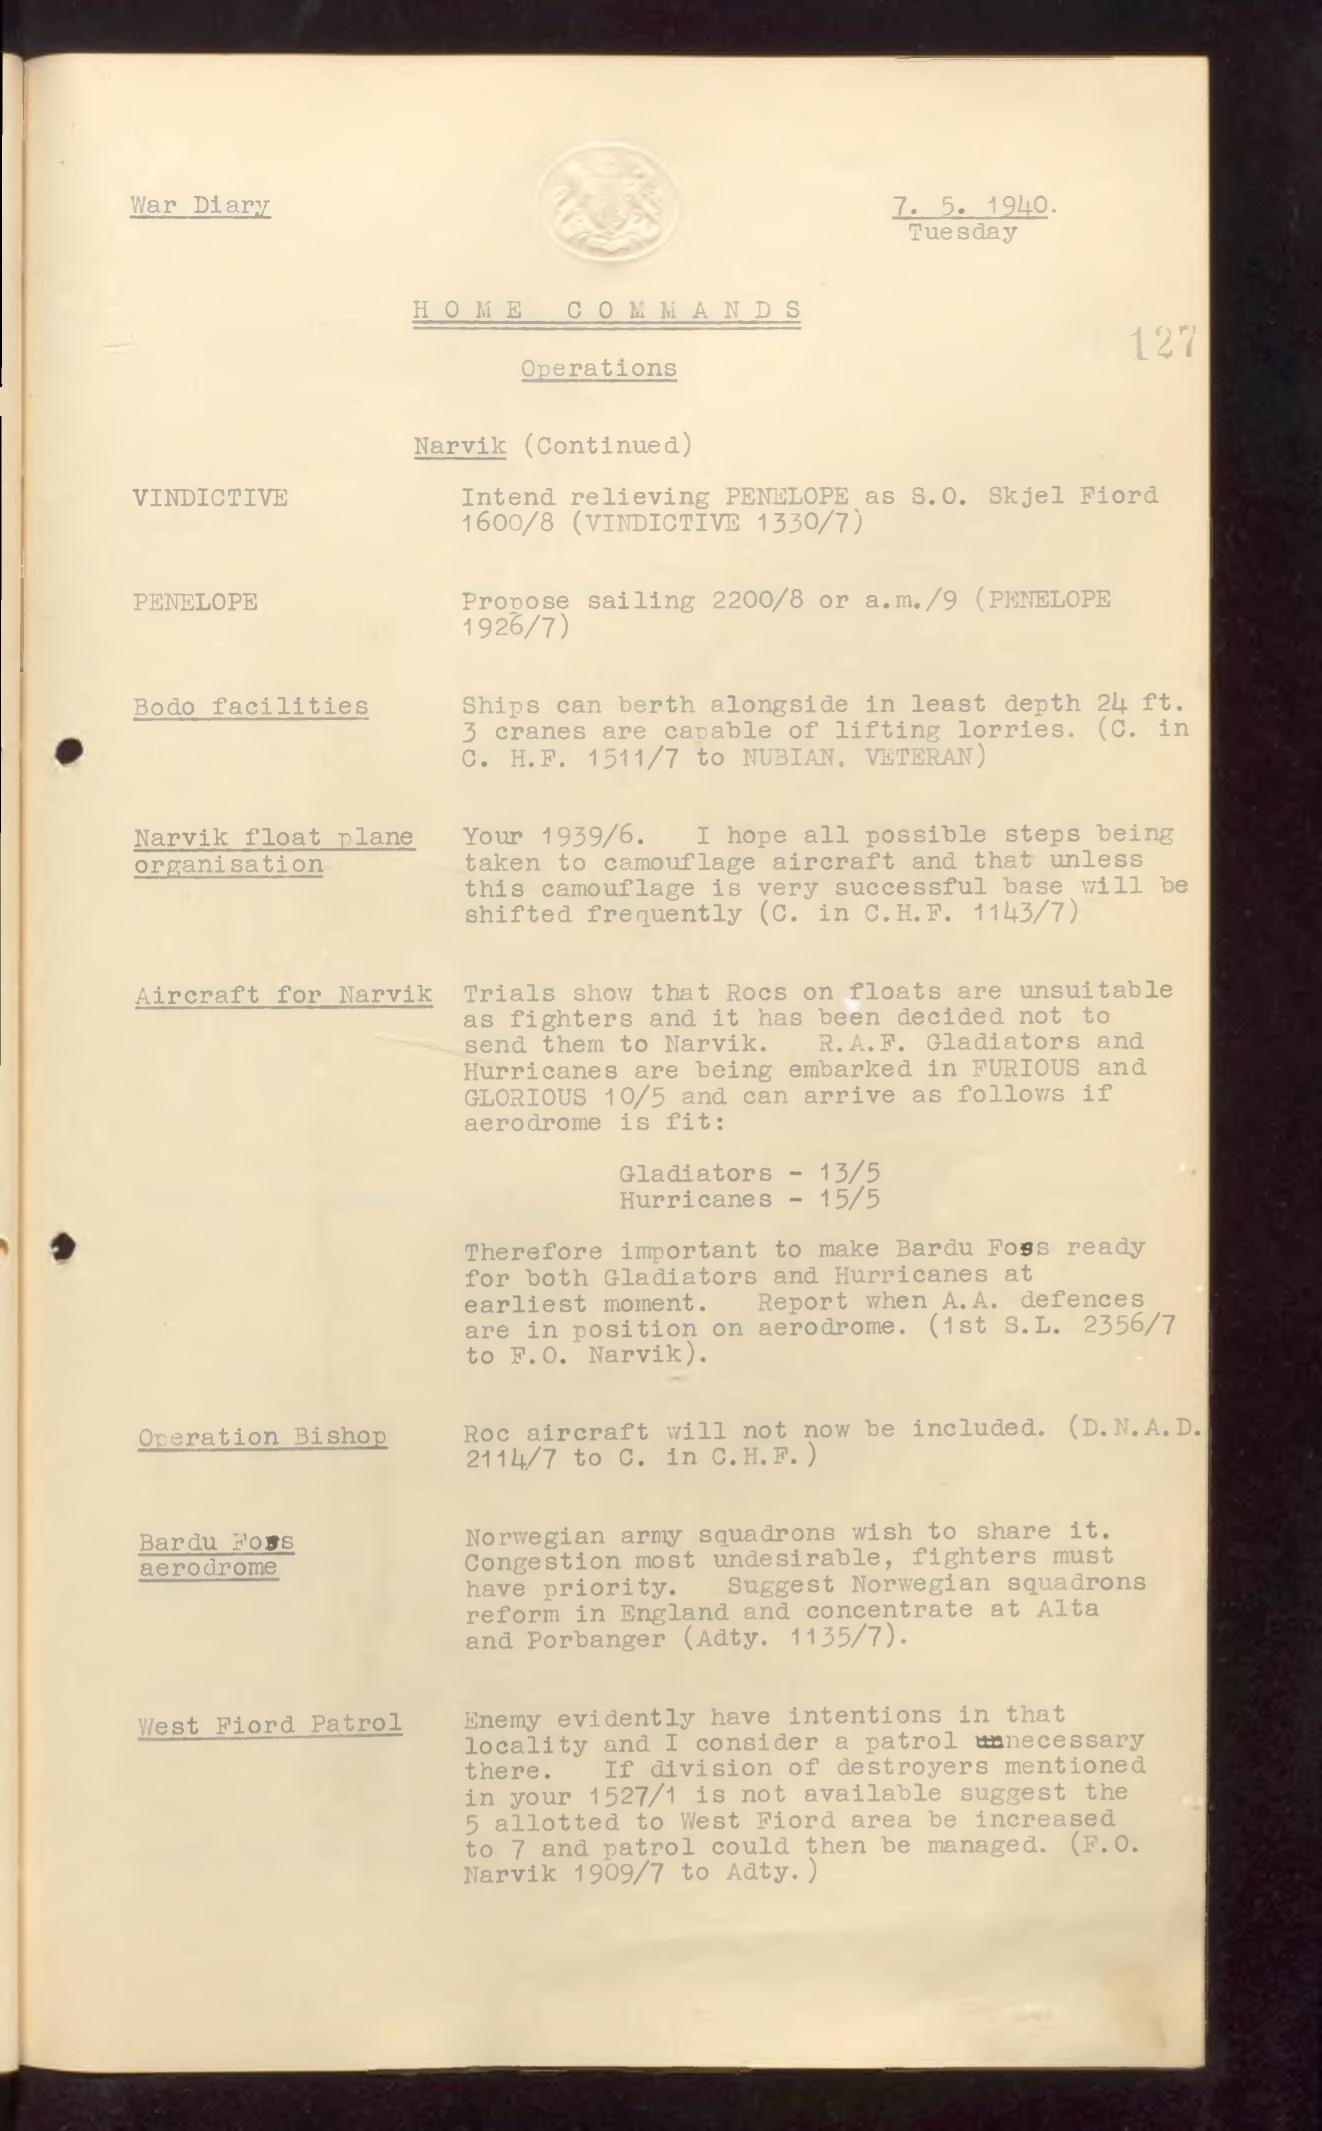 War Diary
7. 5. 1940.
Tuesday
HOME COMMANDS
127
Operations
Narvik (Continued)
VINDICTIVE
Intend relieving PENELOPE as S.O. Skjel Fiord
1600/8 (VINDICTIVE 1330/7)
PENELOPE
Propose sailing 2200/8 or a.m./9 (PENELOPE
1926/7)
Bodo facilities
Ships can berth alongside in least depth 24 ft.
3 cranes are capable of lifting lorries. (C. in
C. H.F. 1511/7 to NUBIAN. VETERAN)
Narvik float plane
organisation
Your 1939/6. I hope all possible steps being
taken to camouflage aircraft and that unless
this camouflage is very successful base will be
shifted frequently (C. in C.H.F. 1143/7)
Aircraft for Narvik
Trials show that Rocs on floats are unsuitable
as fighters and it has been decided not to
send them to Narvik. R.A.F. Gladiators and
Hurricanes are being embarked in FURIOUS and
GLORIOUS 10/5 and can arrive as follows if
aerodrome is fit:
Gladiators - 13/5
Hurricanes - 15/5
Therefore important to make Bardu Foss ready
for both Gladiators and Hurricanes at
earliest moment. Report when A.A. defences
are in position on aerodrome. (1st S.L. 2356/7
to F.O. Narvik).
Operation Bishop
Roc aircraft will not now be included. (D.N.A.D.
2114/7 to C. in C.H.F.)
Bardu Foss
aerodrome
Norwegian army squadrons wish to share it.
Congestion most undesirable, fighters must
have priority. Suggest Norwegian squadrons
reform in England and concentrate at Alta
and Porbanger (Adty. 1135/7).
West Fiord Patrol
Enemy evidently have intentions in that
locality and I consider a patrol necessary
there. If division of destroyers mentioned
in your 1527/1 is not available suggest the
5 allotted to West Fiord area be increased
to 7 and patrol could then be managed. (F.O.
Narvik 1909/7 to Adty.)